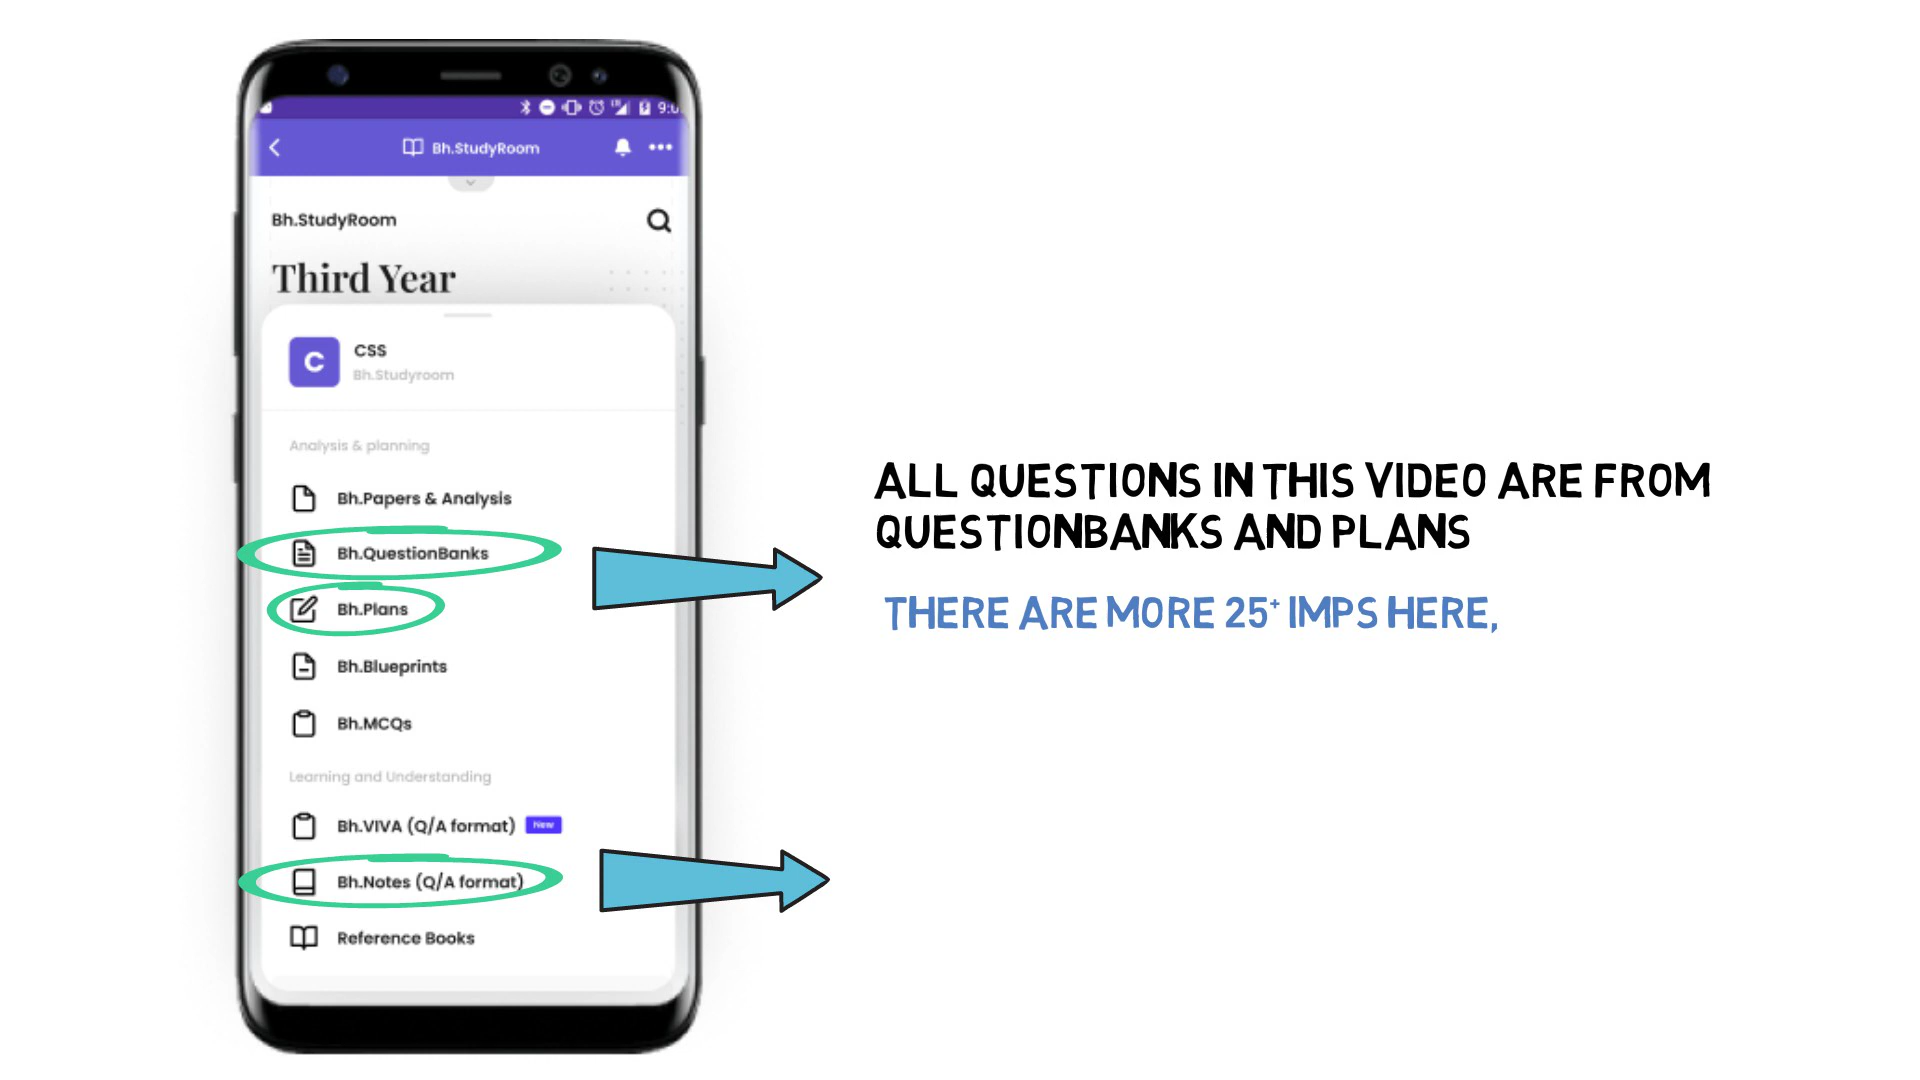 9:0
Bh.StudyRoom
Bh.StudyRoom
Third Year
C
CSS
Bh.Studyroom
Analysis & planning
Bh.Papers & Analysis
Bh.QuestionBanks
Bh.Plans
Bh.Blueprints
Bh.MCQs
Learning and Understanding
Bh.VIVA (Q/A format) New
Bh.Notes (Q/A format)
Reference Books
ALL QUESTIONS IN THIS VIDEO ARE FROM
QUESTIONBANKS AND PLANS
THERE ARE MORE 25+ IMPS HERE,